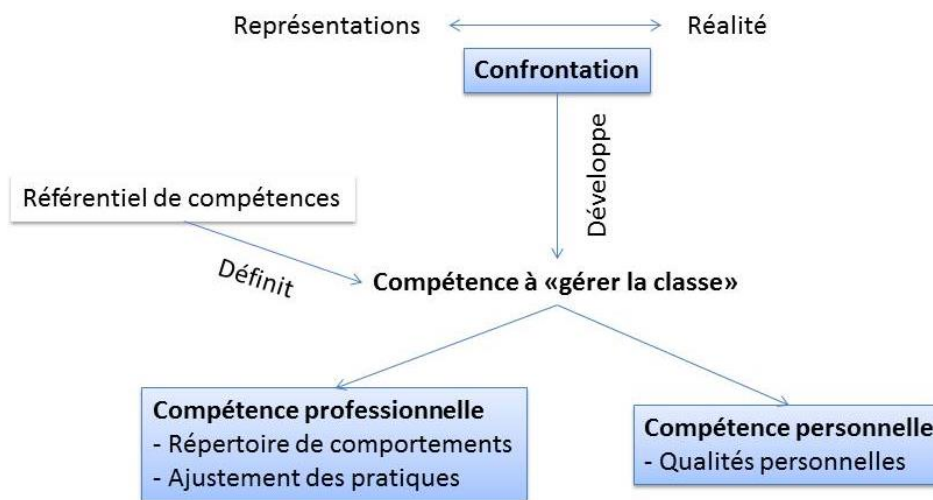 Représentations
Réalité
Confrontation
Développe
Référentiel de compétences
Définit
Compétence à «gérer la classe»
Compétence professionnelle
- Répertoire de comportements
- Ajustement des pratiques
Compétence personnelle
- Qualités personnelles